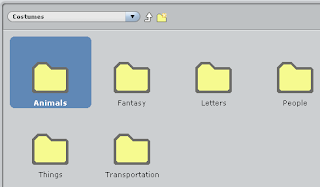 Costumes
Animals Fantasy Letters People
Things Transportation